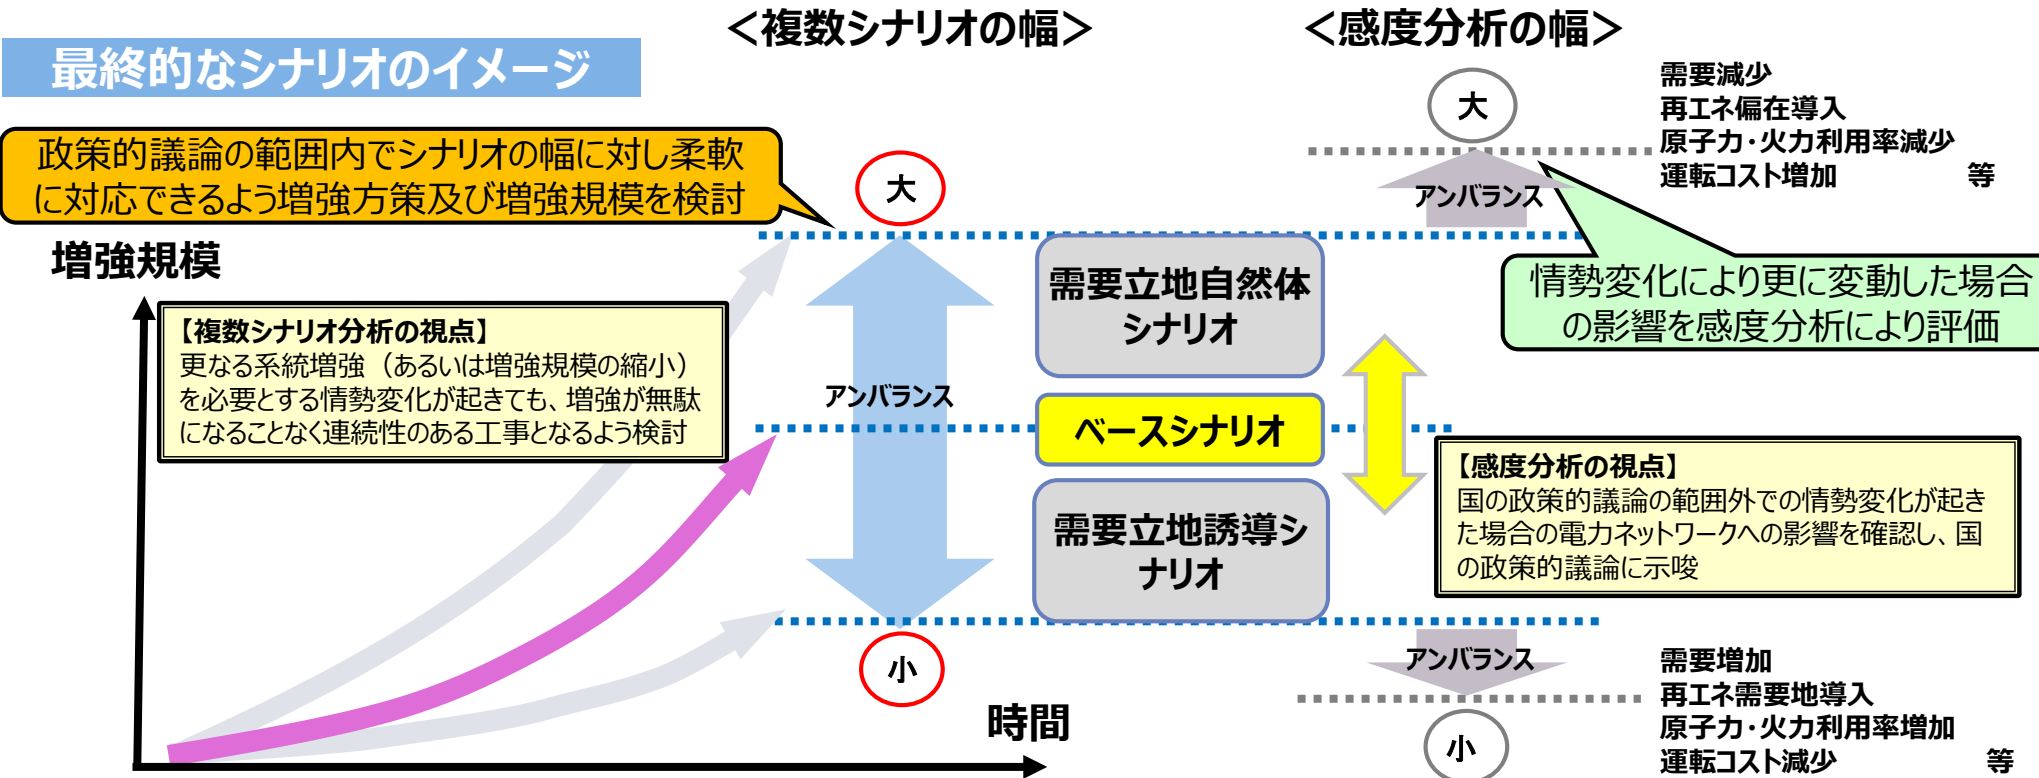 ＜複数シナリオの幅＞
＜感度分析の幅＞
最終的なシナリオのイメージ
政策的議論の範囲内でシナリオの幅に対し柔軟
に対応できるよう増強方策及び増強規模を検討
大
大
需要減少
再エネ偏在導入
原子力・火力利用率減少
運転コスト増加　等
アンバランス
増強規模
【複数シナリオ分析の視点】
更なる系統増強（あるいは増強規模の縮小）
を必要とする情勢変化が起きても、増強が無駄
になることなく連続性のある工事となるよう検討
アンバランス
需要立地自然体
シナリオ
ベースシナリオ
需要立地誘導シ
ナリオ
情勢変化により更に変動した場合
の影響を感度分析により評価
【感度分析の視点】
国の政策的議論の範囲外での情勢変化が起き
た場合の電力ネットワークへの影響を確認し、国
の政策的議論に示唆
小
時間
アンバランス
小
需要増加
再エネ需要地導入
原子力・火力利用率増加
運転コスト減少　等